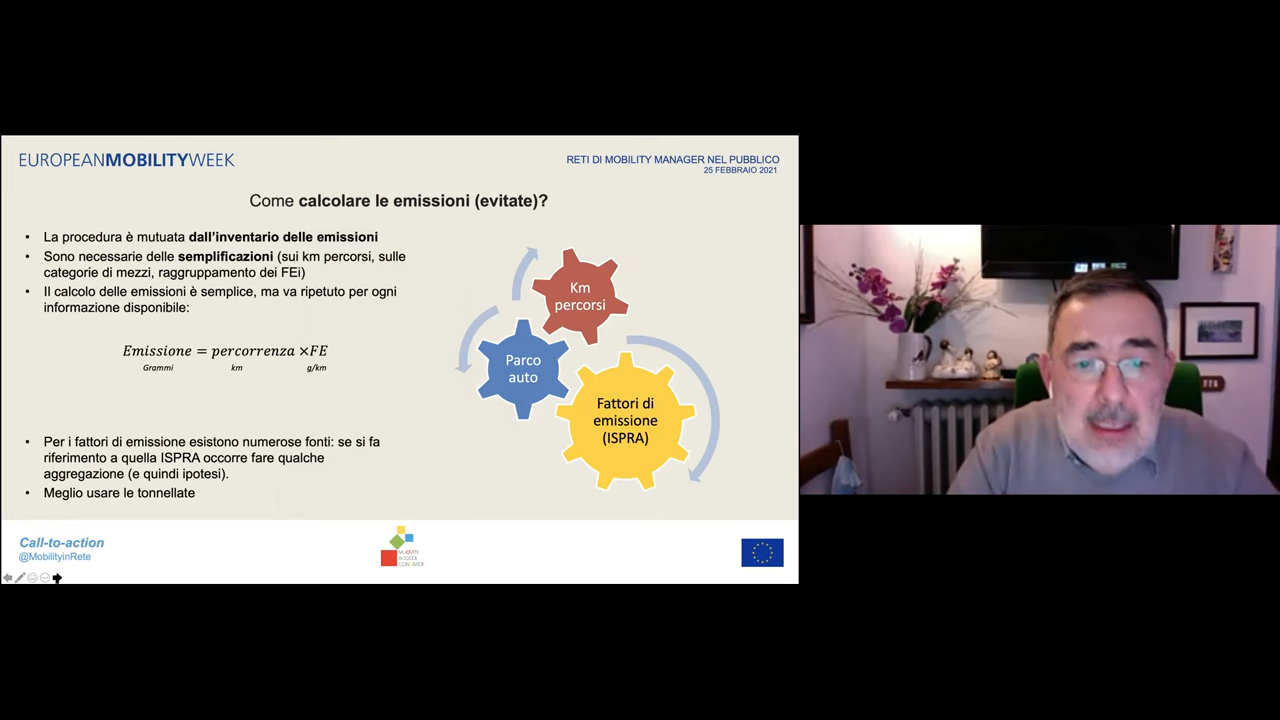 EUROPEANMOBILITYWEEK
RETI DI MOBILITY MANAGER NEL PUBBLICO
25 FEBBRAIO 2021
Come calcolare le emissioni (evitate)?
• La procedura è mutuata dall'inventario delle emissioni
• Sono necessarie delle semplificazioni (sui km percorsi, sulle
categorie di mezzi, raggruppamento dei FEi)
• Il calcolo delle emissioni è semplice, ma va ripetuto per ogni
informazione disponibile:
Emissione = percorrenza ×FE
Grammi km g/km
• Per i fattori di emissione esistono numerose fonti: se si fa
riferimento a quella ISPRA occorre fare qualche
aggregazione (e quindi ipotesi).
• Meglio usare le tonnellate
Km
percorsi
Parco
auto
Fattori di
emissione
(ISPRA)
Call-to-action
@MobilityinRete